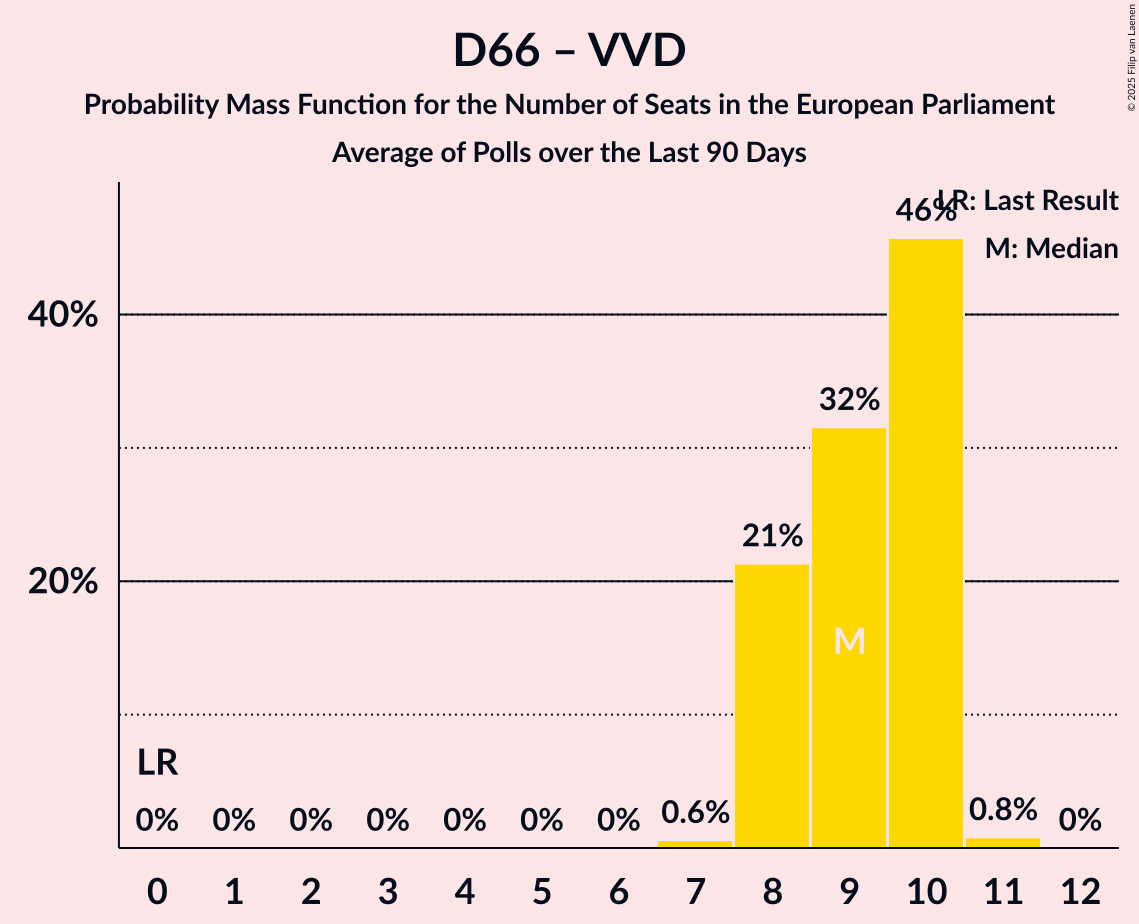 D66 – VVD
Probability Mass Function for the Number of Seats in the European Parliament
Average of Polls over the Last 90 Days
© 2025 Filip van Laenen
LR: Last Result
M: Median
46%
40%
32%
21%
20%
M
LR
0% 0% 0% 0% 0% 0% 0% 0.6% 0.8% 0%
0 1 2 3 4 5 6 7 8 9 10 11 12